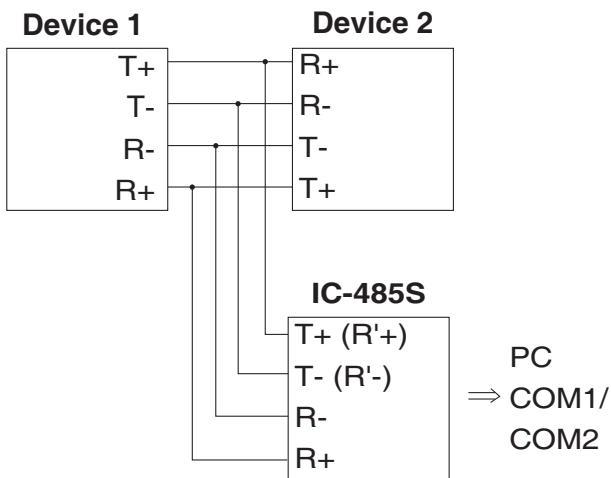 Device 1
T+
T-
R-
R+
Device 2
R+
R-
T-
T+
IC-485S
T+ (R'+)
T- (R'-)
R-
R+
⇒
PC
COM1/
COM2